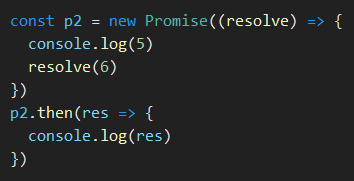 const p2 = new Promise((resolve) => {
  console.log(5)
  resolve(6)
})
p2.then(res => {
  console.log(res)
})